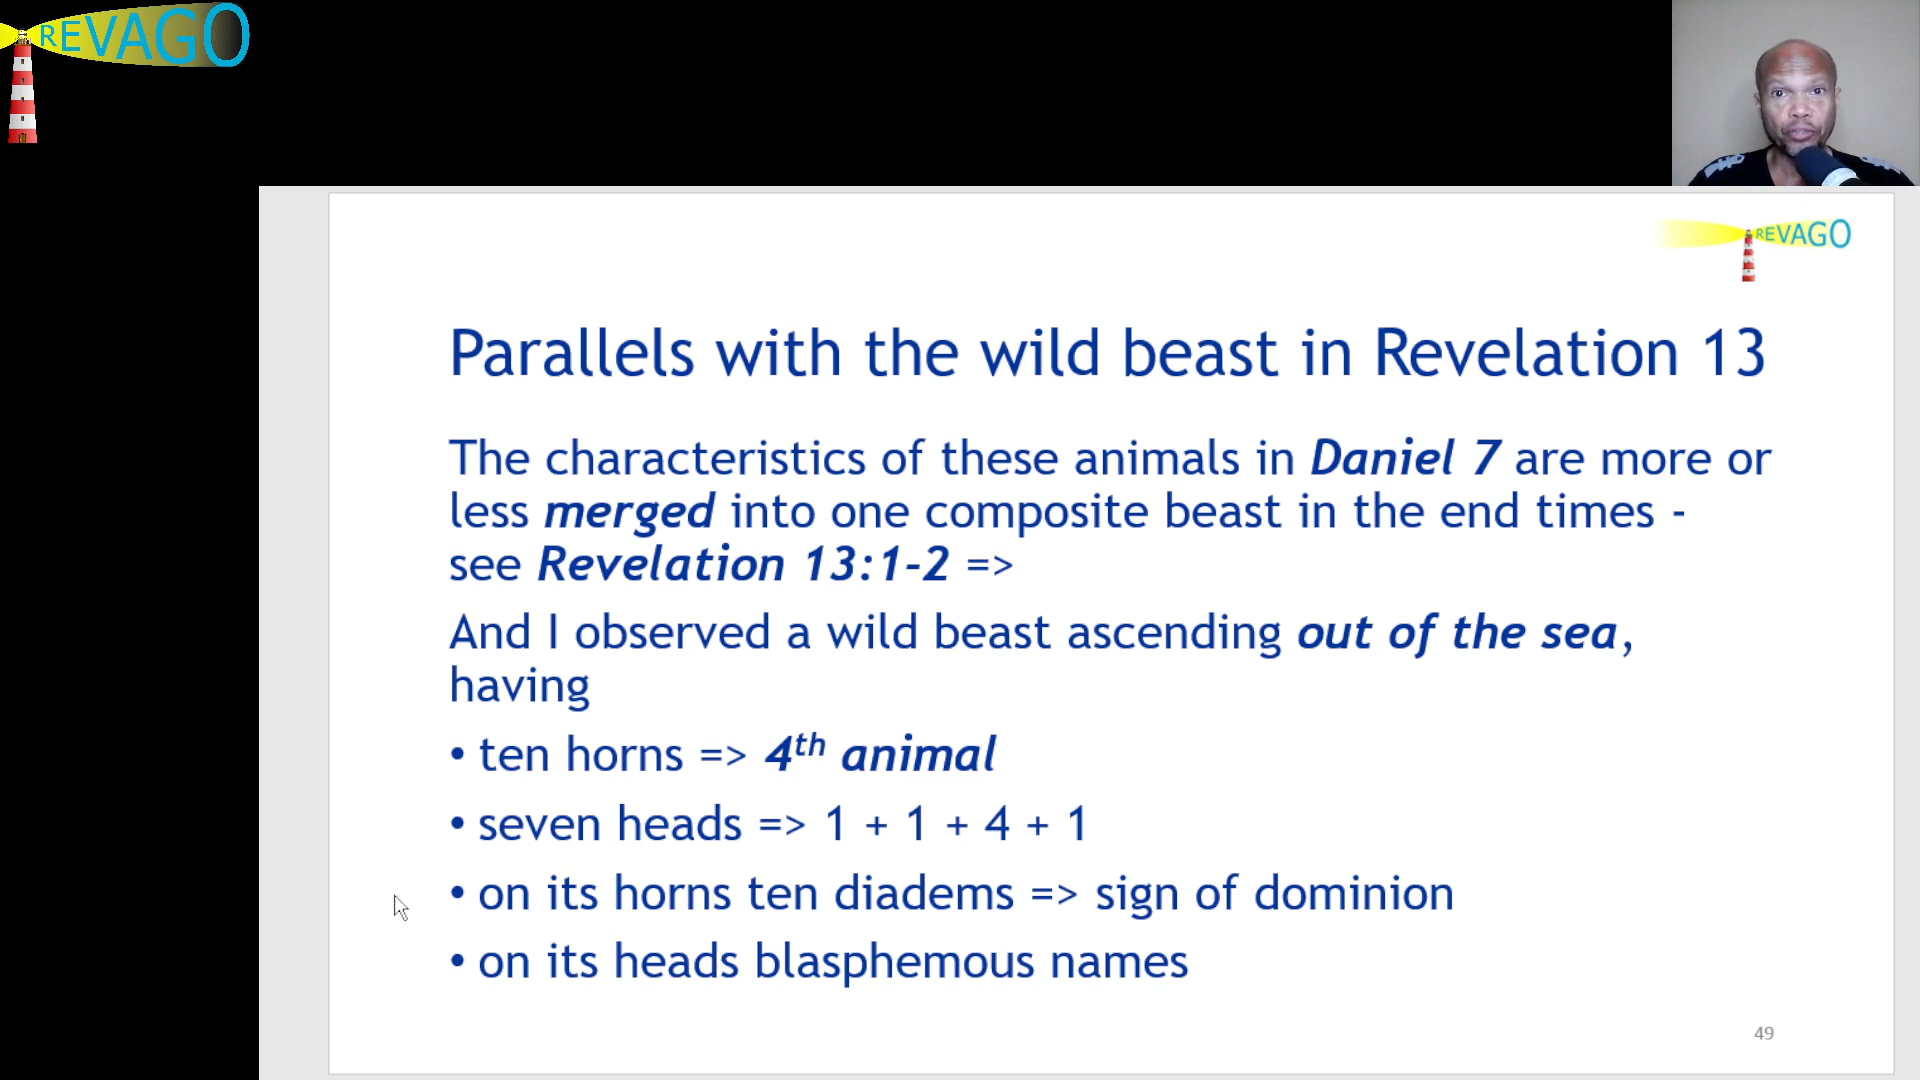 REVAGO
REVAGO
Parallels with the wild beast in Revelation 13
The characteristics of these animals in Daniel 7 are more or
less merged into one composite beast in the end times -
see Revelation 13:1-2 =>
And I observed a wild beast ascending out of the sea,
having
• ten horns => 4th animal
• seven heads => 1 + 1 + 4 + 1
• on its horns ten diadems => sign of dominion
• on its heads blasphemous names
49